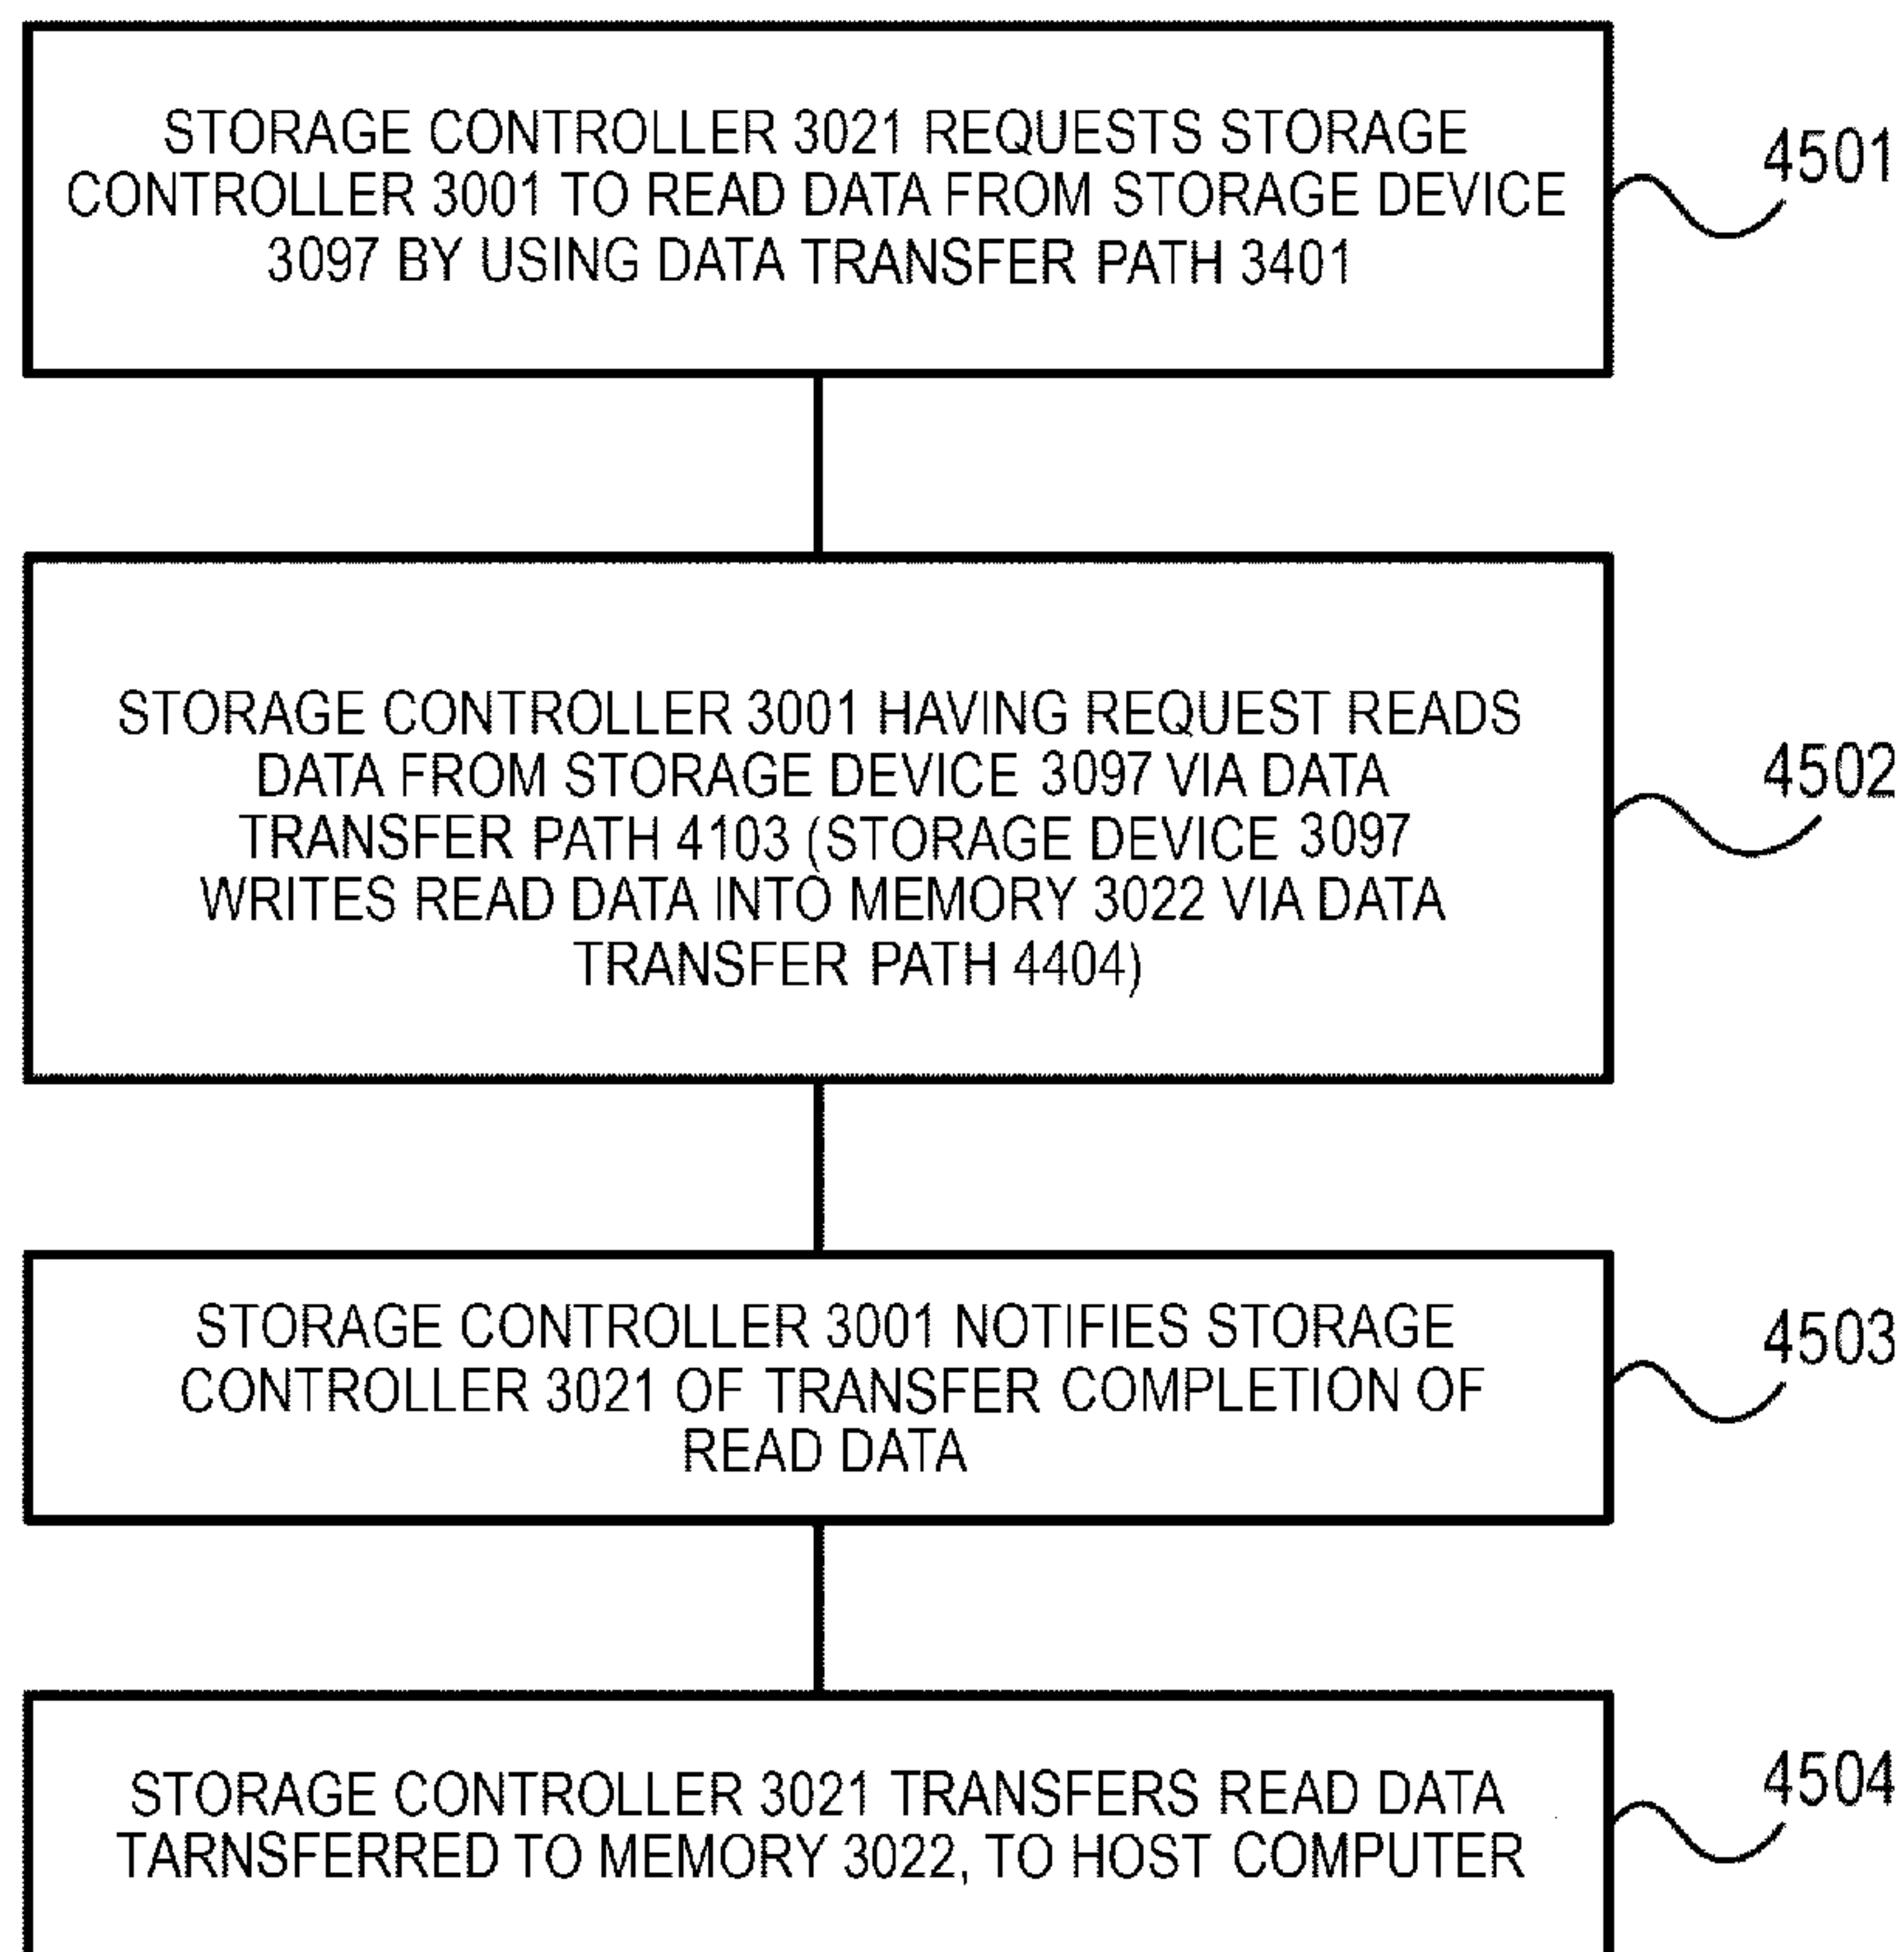 STORAGE CONTROLLER 3021 REQUESTS STORAGE
CONTROLLER 3001 TO READ DATA FROM STORAGE DEVICE
3097 BY USING DATA TRANSFER PATH 3401
4501
STORAGE CONTROLLER 3001 HAVING REQUEST READS
DATA FROM STORAGE DEVICE 3097 VIA DATA
TRANSFER PATH 4103 (STORAGE DEVICE 3097
WRITES READ DATA INTO MEMORY 3022 VIA DATA
TRANSFER PATH 4404)
4502
STORAGE CONTROLLER 3001 NOTIFIES STORAGE
CONTROLLER 3021 OF TRANSFER COMPLETION OF
READ DATA
4503
STORAGE CONTROLLER 3021 TRANSFERS READ DATA
TARNSFERRED TO MEMORY 3022, TO HOST COMPUTER
4504